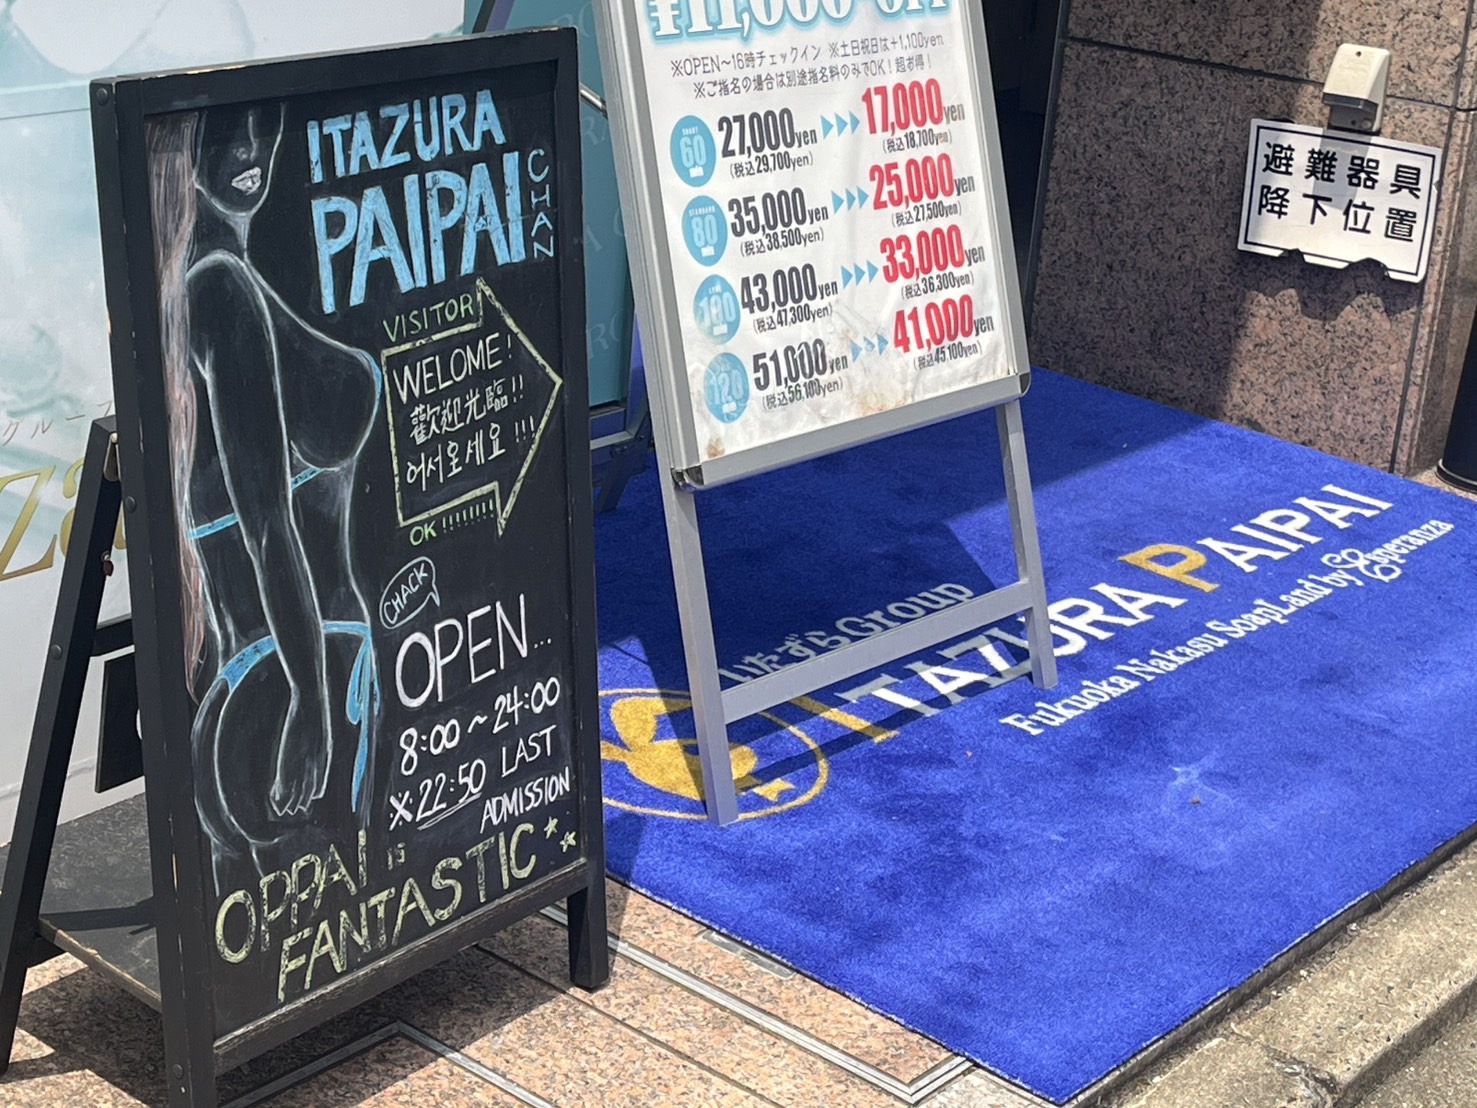 ITAZURA
PAIPAI
CHAN
VISITOR
WELOME!
歡迎光臨!!
어서오세요!!!
OK!!!!!!!!
CHACK
OPEN...
8:00～24:00
※22:50 LAST
ADMISSION
OPPAI is
FANTASTIC
¥11,000 OFF
※OPEN～16時チェックイン ※土日祝日は+1,100yen
※ご指名の場合は別途指名料のみでOK!超お得!
60 27,000yen 17,000yen
(税込29,700yen) (税込18,700yen)
80 35,000yen 25,000yen
(税込38,500yen) (税込27,500yen)
100 43,000yen 33,000yen
(税込47,300yen) (税込36,300yen)
120 51,000yen 41,000yen
(税込56,100yen) (税込45,100yen)
避難器具
降下位置
いたずらGroup
ITAZURA PAIPAI
Fukuoka Nakasu SoapLand by Esperanza